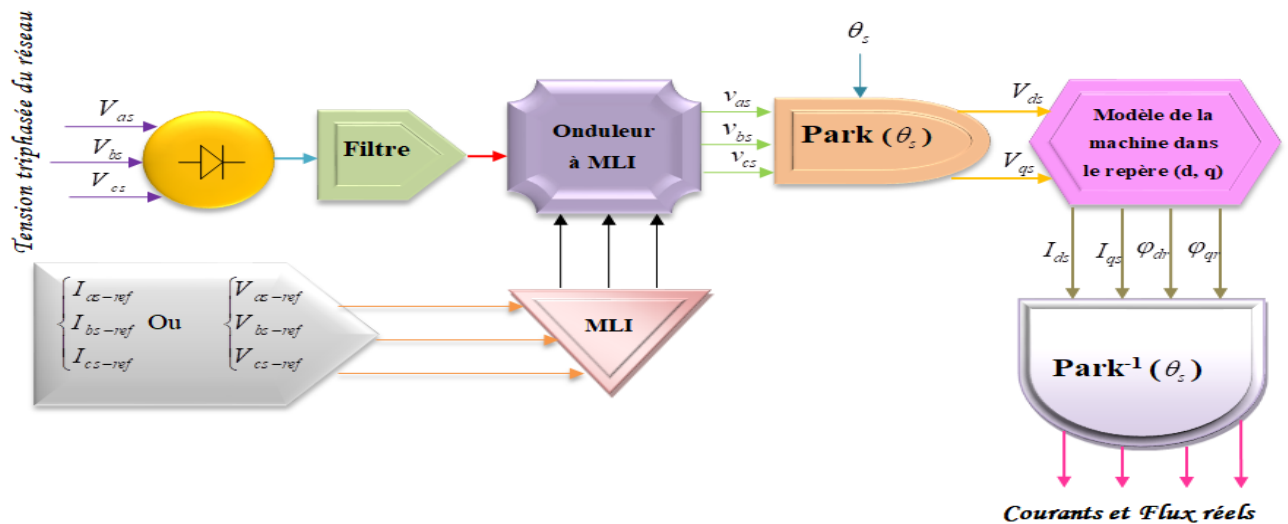 Tension triphasée du réseau
V_as
V_bs
V_cs
Filtre
Onduleur
à MLI
v_as
v_bs
v_cs
θ_s
Park (θ_s)
V_ds
V_qs
Modèle de la
machine dans
le repère (d, q)
I_ds
I_qs
φ_dr
φ_qr
I_as-ref
I_bs-ref
I_cs-ref
Ou
V_as-ref
V_bs-ref
V_cs-ref
MLI
Park⁻¹ (θ_s)
Courants et Flux réels